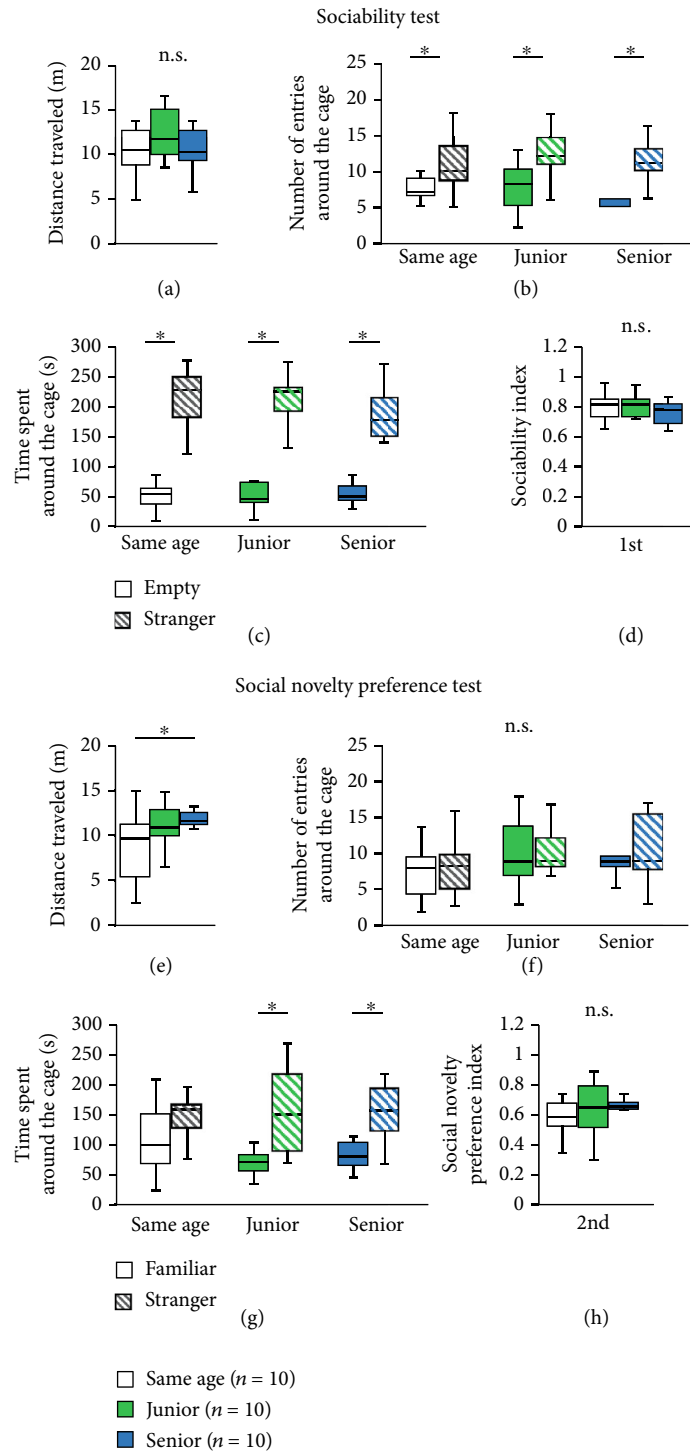 Sociability test
n.s.
Distance traveled (m)
20
15
10
5
0
(a)
Number of entries
around the cage
25
20
15
10
5
0
* * *
Same age Junior Senior
(b)
Time spent
around the cage (s)
300
250
200
150
100
50
0
* * *
Same age Junior Senior
Empty
Stranger
(c)
n.s.
Sociability index
1.2
1
0.8
0.6
0.4
0.2
0
1st
(d)
Social novelty preference test
*
Distance traveled (m)
20
15
10
5
0
(e)
n.s.
Number of entries
around the cage
25
20
15
10
5
0
Same age Junior Senior
(f)
Time spent
around the cage (s)
300
250
200
150
100
50
0
* *
Same age Junior Senior
Familiar
Stranger
(g)
n.s.
Social novelty
preference index
1.2
1
0.8
0.6
0.4
0.2
0
2nd
(h)
Same age (n = 10)
Junior (n = 10)
Senior (n = 10)